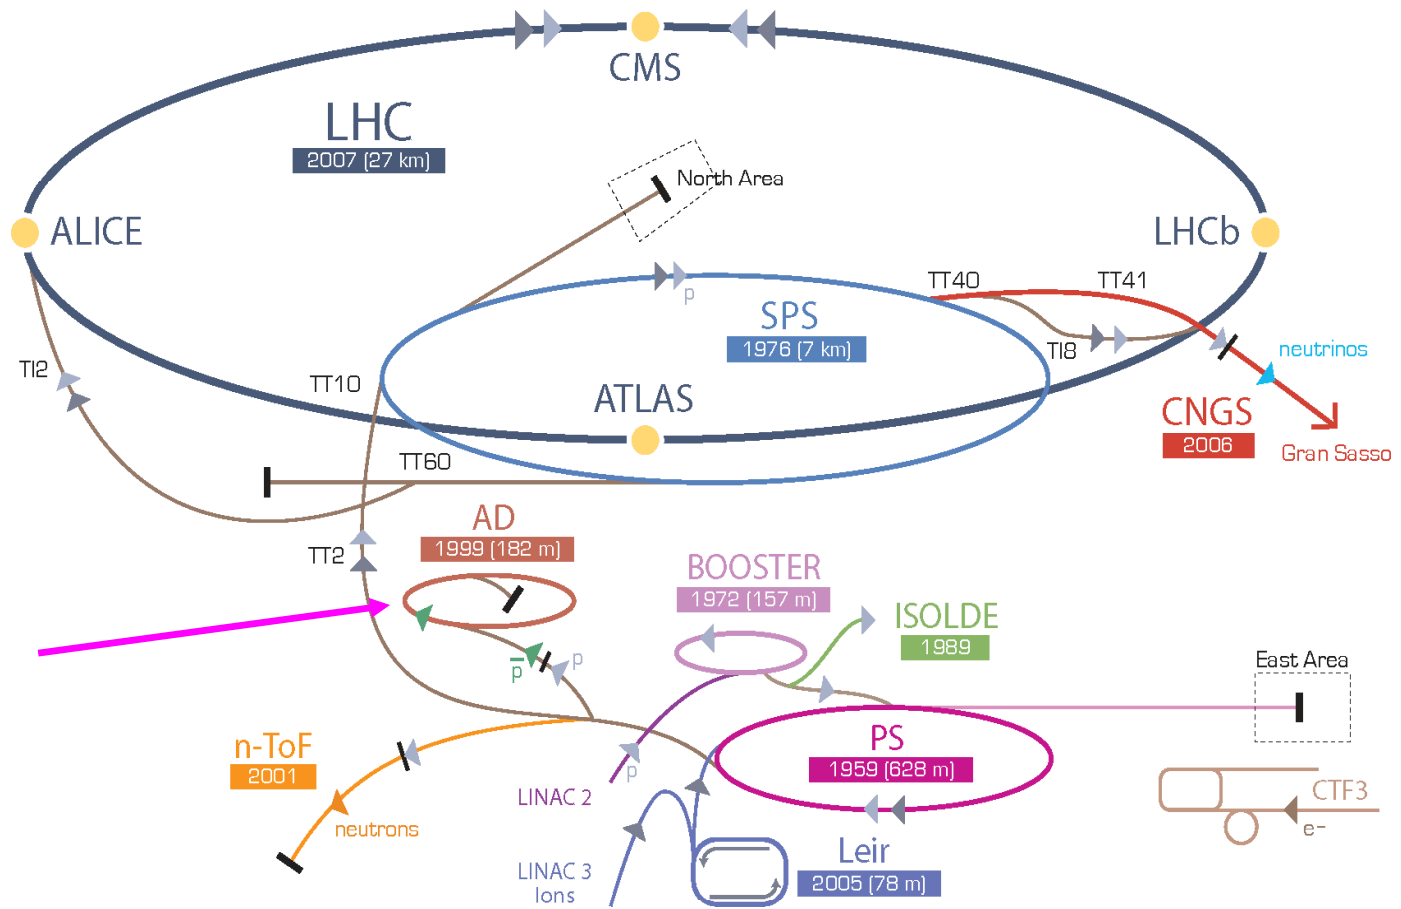 CMS
LHC
2007 (27 km)
North Area
ALICE
LHCb
TT40
TT41
p
SPS
1976 (7 km)
TI8
neutrinos
TI2
TT10
ATLAS
CNGS
2006
Gran Sasso
TT60
AD
1999 (182 m)
TT2
BOOSTER
1972 (157 m)
ISOLDE
1989
p̅
p
East Area
n-ToF
2001
PS
1959 (628 m)
p
LINAC 2
CTF3
e-
neutrons
LINAC 3
Ions
Leir
2005 (78 m)